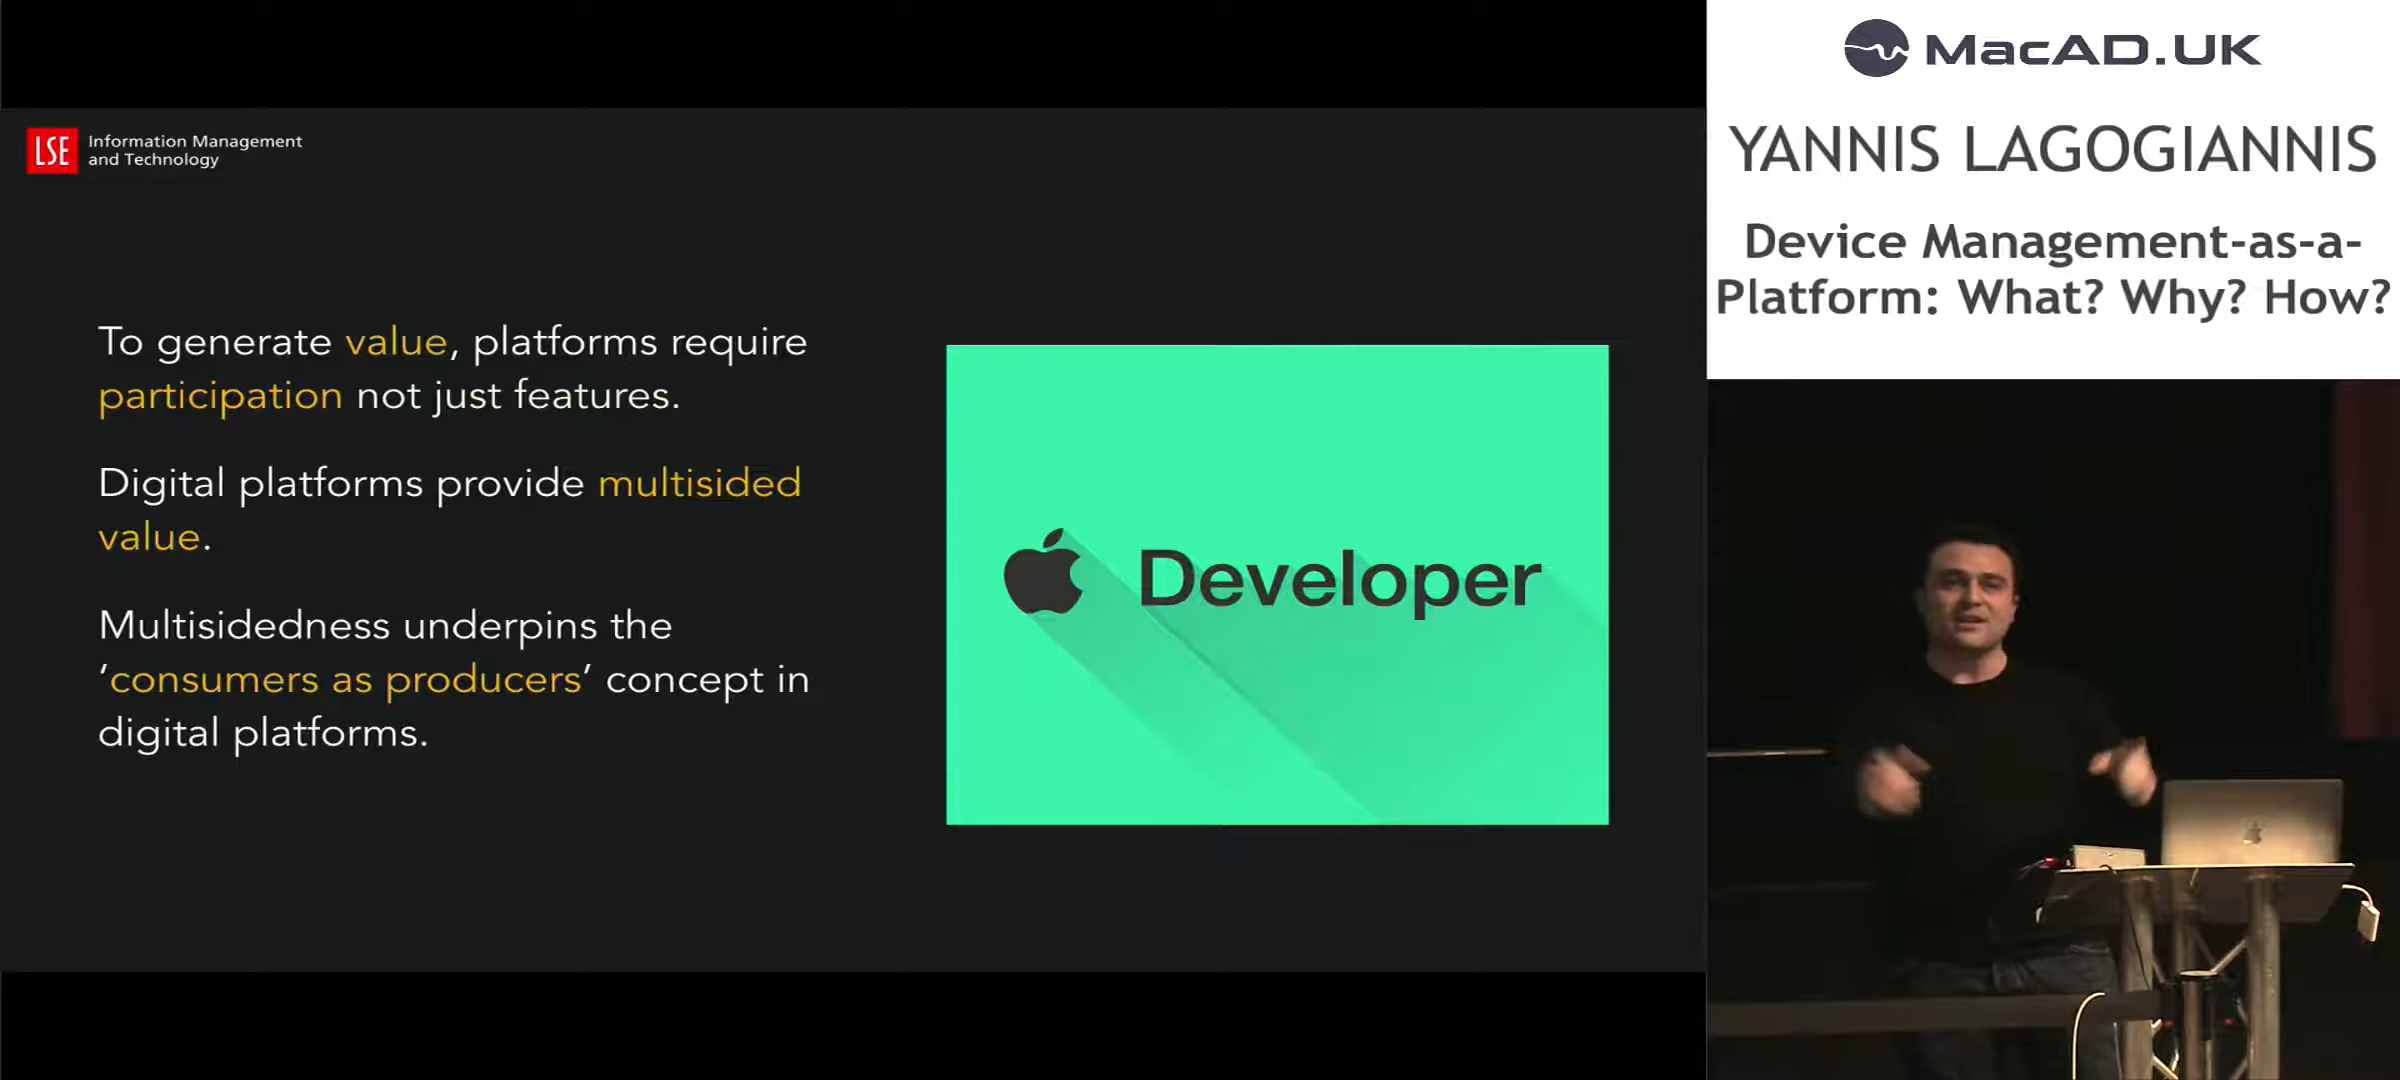 LSE
Information Management
and Technology
To generate value, platforms require
participation not just features.
Digital platforms provide multisided
value.
Multisidedness underpins the
‘consumers as producers’ concept in
digital platforms.
Developer
MacAD.UK
YANNIS LAGOGIANNIS
Device Management-as-a-
Platform: What? Why? How?